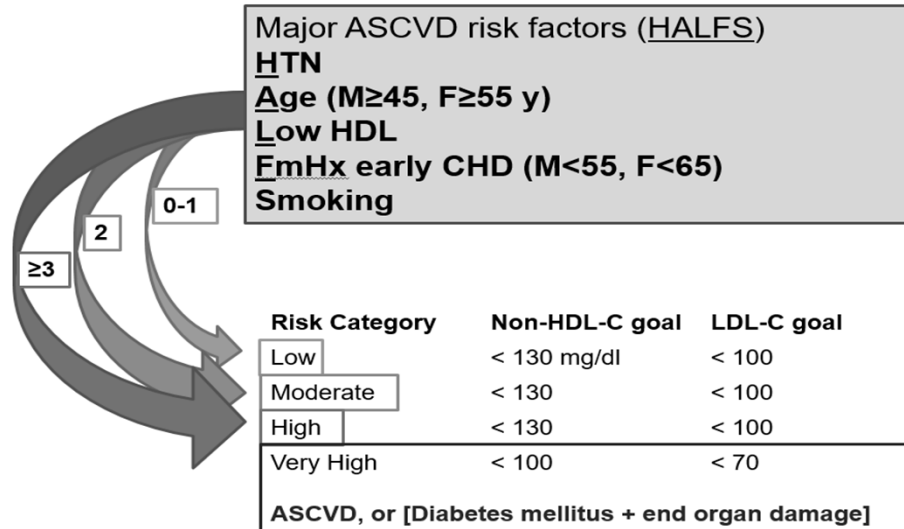 Major ASCVD risk factors (HALFS)
HTN
Age (M≥45, F≥55 y)
Low HDL
FmHx early CHD (M<55, F<65)
Smoking
0-1
2
≥3
Risk Category Non-HDL-C goal LDL-C goal
Low < 130 mg/dl < 100
Moderate < 130 < 100
High < 130 < 100
Very High < 100 < 70
ASCVD, or [Diabetes mellitus + end organ damage]